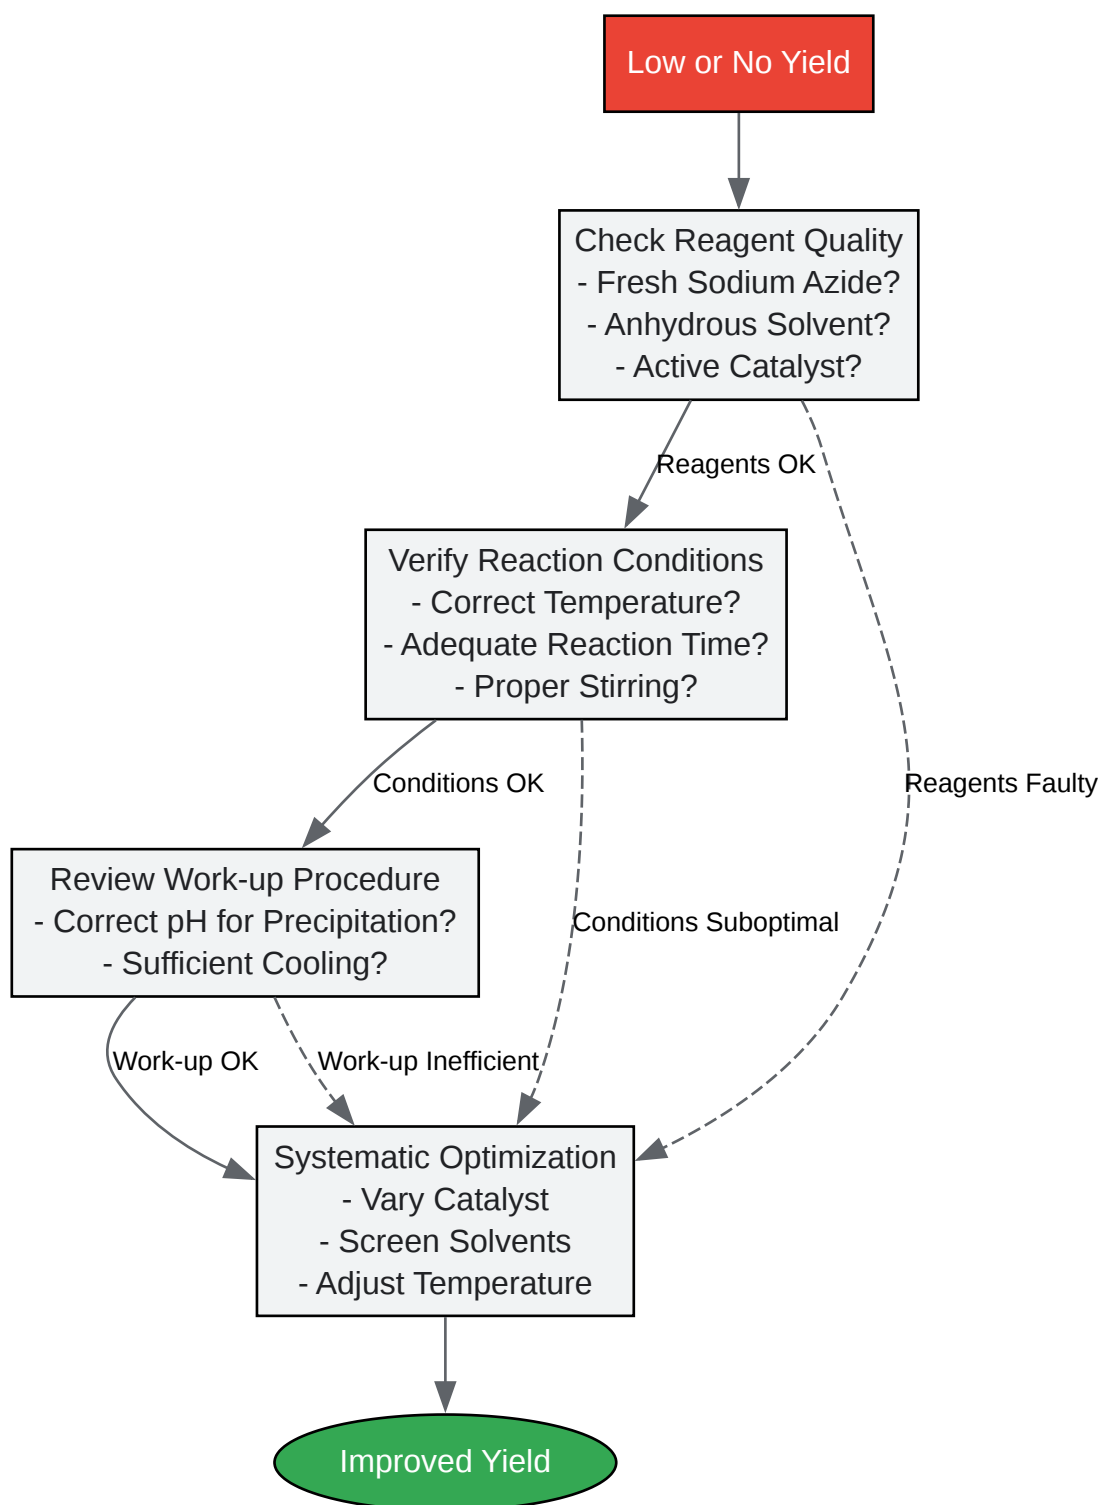 Low or No Yield
Check Reagent Quality
- Fresh Sodium Azide?
- Anhydrous Solvent?
- Active Catalyst?
Reagents OK
Verify Reaction Conditions
- Correct Temperature?
- Adequate Reaction Time?
- Proper Stirring?
Conditions OK
Reagents Faulty
Review Work-up Procedure
- Correct pH for Precipitation?
- Sufficient Cooling?
Conditions Suboptimal
Work-up OK
Work-up Inefficient
Systematic Optimization
- Vary Catalyst
- Screen Solvents
- Adjust Temperature
Improved Yield